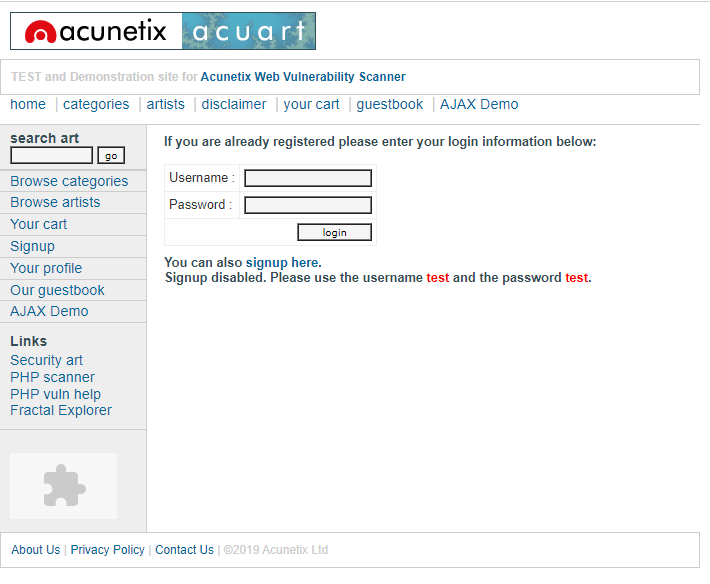 acunetix acuart
TEST and Demonstration site for Acunetix Web Vulnerability Scanner
home | categories | artists | disclaimer | your cart | guestbook | AJAX Demo
search art
go
Browse categories
Browse artists
Your cart
Signup
Your profile
Our guestbook
AJAX Demo
Links
Security art
PHP scanner
PHP vuln help
Fractal Explorer
If you are already registered please enter your login information below:
Username :
Password :
login
You can also signup here.
Signup disabled. Please use the username test and the password test.
About Us | Privacy Policy | Contact Us | ©2019 Acunetix Ltd